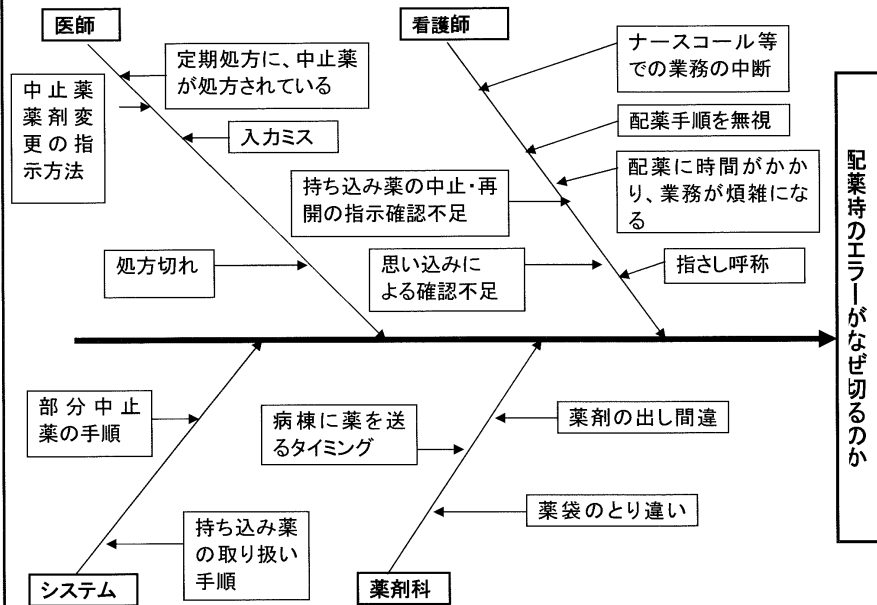 医師
定期処方に、中止薬
が処方されている
中止薬
薬剤変
更の指
示方法
入力ミス
処方切れ
看護師
ナースコール等
での業務の中断
配薬手順を無視
配薬に時間がかか
り、業務が煩雑にな
る
持ち込み薬の中止・再
開の指示確認不足
思い込みに
よる確認不足
指さし呼称
配薬時のエラーがなぜ切るのか
部分中止
薬の手順
持ち込み薬
の取り扱い
手順
システム
病棟に薬を送
るタイミング
薬剤の出し間違
薬袋のとり違い
薬剤科